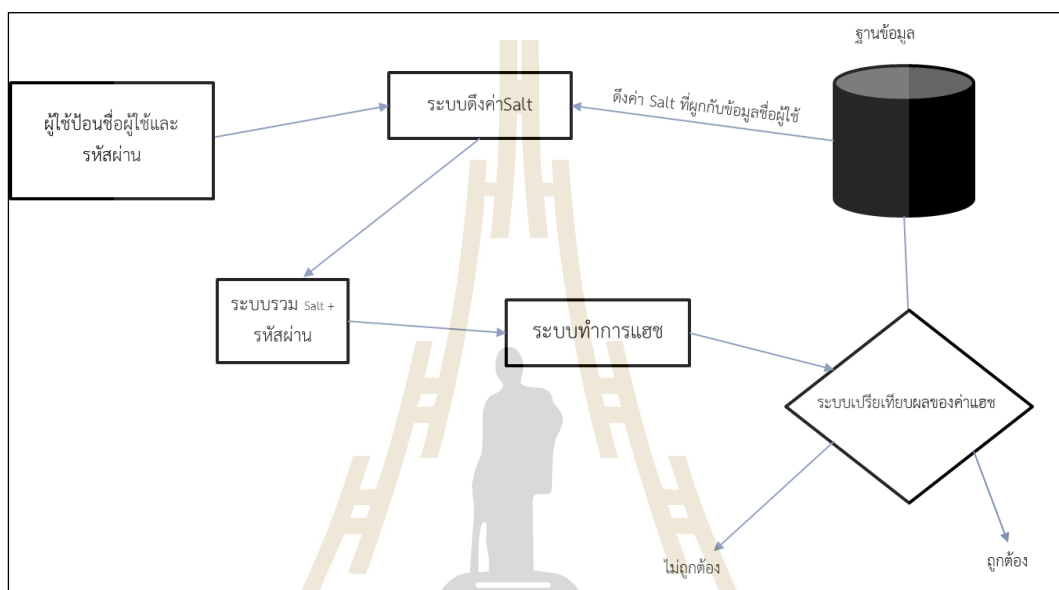 ฐานข้อมูล
ผู้ใช้ป้อนชื่อผู้ใช้และ
รหัสผ่าน
ระบบดึงค่าSalt
ดึงค่า Salt ที่ผูกกับข้อมูลชื่อผู้ใช้
ระบบรวม Salt +
รหัสผ่าน
ระบบทำการแฮช
ระบบเปรียเทียบผลของค่าแฮช
ไม่ถูกต้อง
ถูกต้อง